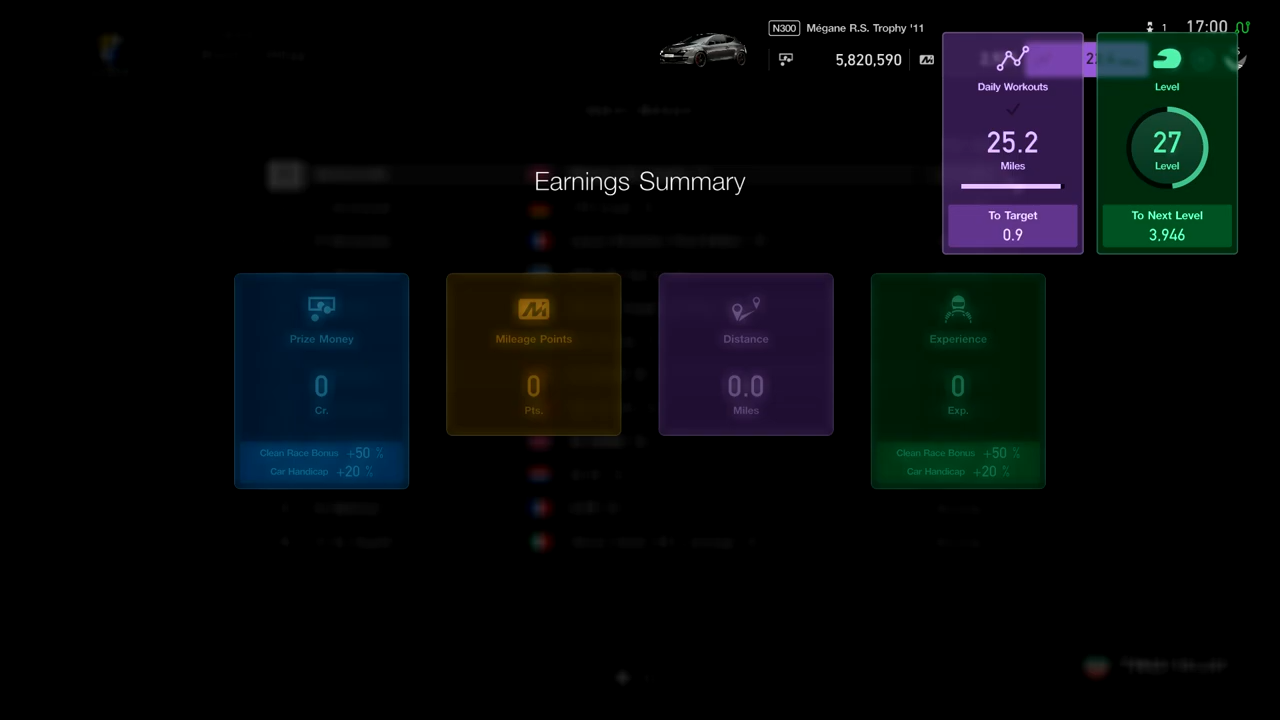 N300 Mégane R.S. Trophy '11
1 17:00
5,820,590
Daily Workouts
25.2
Miles
To Target
0.9
Level
27
Level
To Next Level
3,946
Earnings Summary
Prize Money
0
Cr.
Clean Race Bonus +50 %
Car Handicap +20 %
Mileage Points
0
Pts.
Distance
0.0
Miles
Experience
0
Exp.
Clean Race Bonus +50 %
Car Handicap +20 %